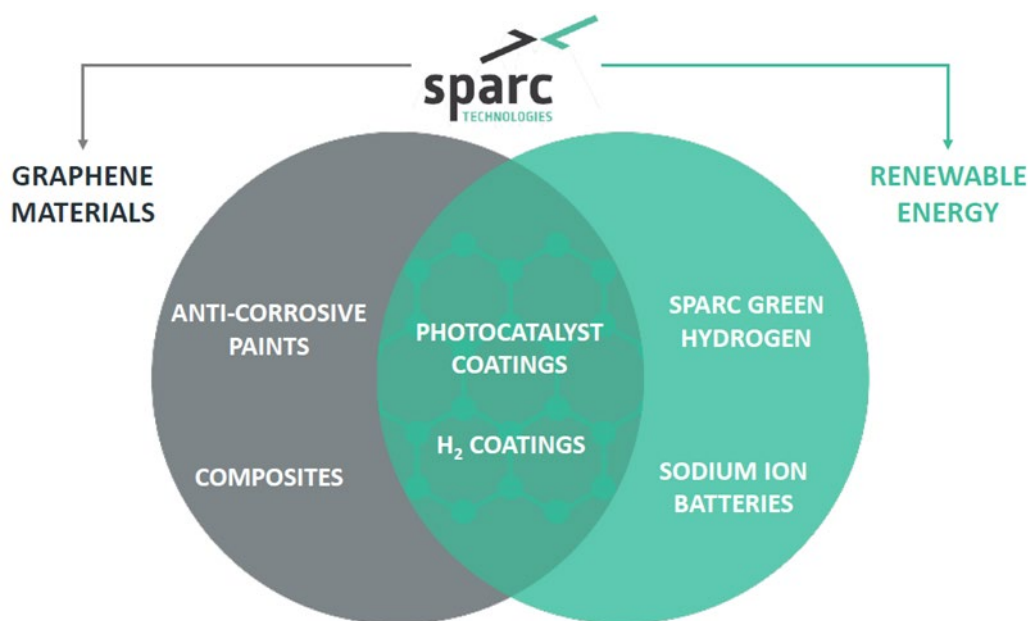 sparc
TECHNOLOGIES
GRAPHENE
MATERIALS
RENEWABLE
ENERGY
ANTI-CORROSIVE
PAINTS
COMPOSITES
PHOTOCATALYST
COATINGS
H₂ COATINGS
SPARC GREEN
HYDROGEN
SODIUM ION
BATTERIES